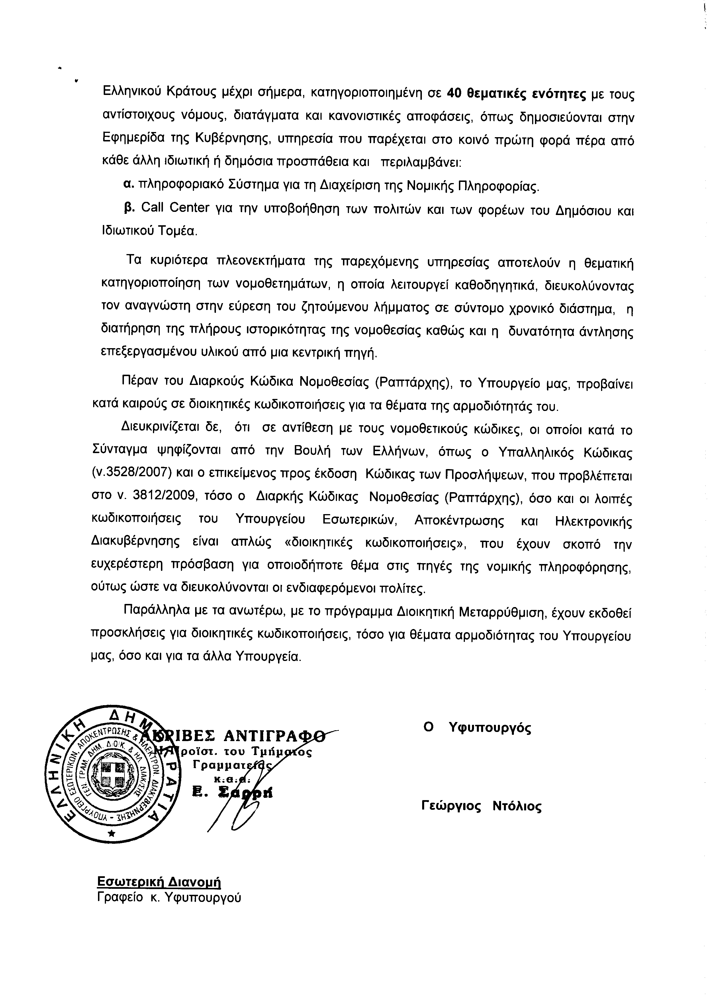 Ελληνικού Κράτους μέχρι σήμερα, κατηγοριοποιημένη σε 40 θεματικές ενότητες με τους
αντίστοιχους νόμους, διατάγματα και κανονιστικές αποφάσεις, όπως δημοσιεύονται στην
Εφημερίδα της Κυβέρνησης, υπηρεσία που παρέχεται στο κοινό πρώτη φορά πέρα από
κάθε άλλη ιδιωτική ή δημόσια προσπάθεια και περιλαμβάνει:
α. πληροφοριακό Σύστημα για τη Διαχείριση της Νομικής Πληροφορίας.
β. Call Center για την υποβοήθηση των πολιτών και των φορέων του Δημόσιου και
Ιδιωτικού Τομέα.
Τα κυριότερα πλεονεκτήματα της παρεχόμενης υπηρεσίας αποτελούν η θεματική
κατηγοριοποίηση των νομοθετημάτων, η οποία λειτουργεί καθοδηγητικά, διευκολύνοντας
τον αναγνώστη στην εύρεση του ζητούμενου λήμματος σε σύντομο χρονικό διάστημα, η
διατήρηση της πλήρους ιστορικότητας της νομοθεσίας καθώς και η δυνατότητα άντλησης
επεξεργασμένου υλικού από μια κεντρική πηγή.
Πέραν του Διαρκούς Κώδικα Νομοθεσίας (Ραπτάρχης), το Υπουργείο μας, προβαίνει
κατά καιρούς σε διοικητικές κωδικοποιήσεις για τα θέματα της αρμοδιότητάς του.
Διευκρινίζεται δε, ότι σε αντίθεση με τους νομοθετικούς κώδικες, οι οποίοι κατά το
Σύνταγμα ψηφίζονται από την Βουλή των Ελλήνων, όπως ο Υπαλληλικός Κώδικας
(ν.3528/2007) και ο επικείμενος προς έκδοση Κώδικας των Προσλήψεων, που προβλέπεται
στο ν. 3812/2009, τόσο ο Διαρκής Κώδικας Νομοθεσίας (Ραπτάρχης), όσο και οι λοιπές
κωδικοποιήσεις του Υπουργείου Εσωτερικών, Αποκέντρωσης και Ηλεκτρονικής
Διακυβέρνησης είναι απλώς «διοικητικές κωδικοποιήσεις», που έχουν σκοπό την
ευχερέστερη πρόσβαση για οποιοδήποτε θέμα στις πηγές της νομικής πληροφόρησης,
ούτως ώστε να διευκολύνονται οι ενδιαφερόμενοι πολίτες.
Παράλληλα με τα ανωτέρω, με το πρόγραμμα Διοικητική Μεταρρύθμιση, έχουν εκδοθεί
προσκλήσεις για διοικητικές κωδικοποιήσεις, τόσο για θέματα αρμοδιότητας του Υπουργείου
μας, όσο και για τα άλλα Υπουργεία.
ΕΛΛΗΝΙΚΗ ΔΗΜΟΚΡΑΤΙΑ
ΥΠΟΥΡΓΕΙΟ ΕΣΩΤΕΡΙΚΩΝ, ΑΠΟΚΕΝΤΡΩΣΗΣ & ΗΛΕΚΤΡΟΝ. ΔΙΑΚΥΒΕΡΝΗΣΗΣ -
ΓΕΝ. ΓΡΑΜ. ΔΗΜ. ΔΙΟΙΚ. & ΗΛ. ΔΙΑΚ/ΣΗΣ
ΑΚΡΙΒΕΣ ΑΝΤΙΓΡΑΦΟ
Η Προϊστ. του Τμήματος
Γραμματείας
κ.α.α.
Ε. Σαρρή
Ο Υφυπουργός
Γεώργιος Ντόλιος
Εσωτερική Διανομή
Γραφείο κ. Υφυπουργού